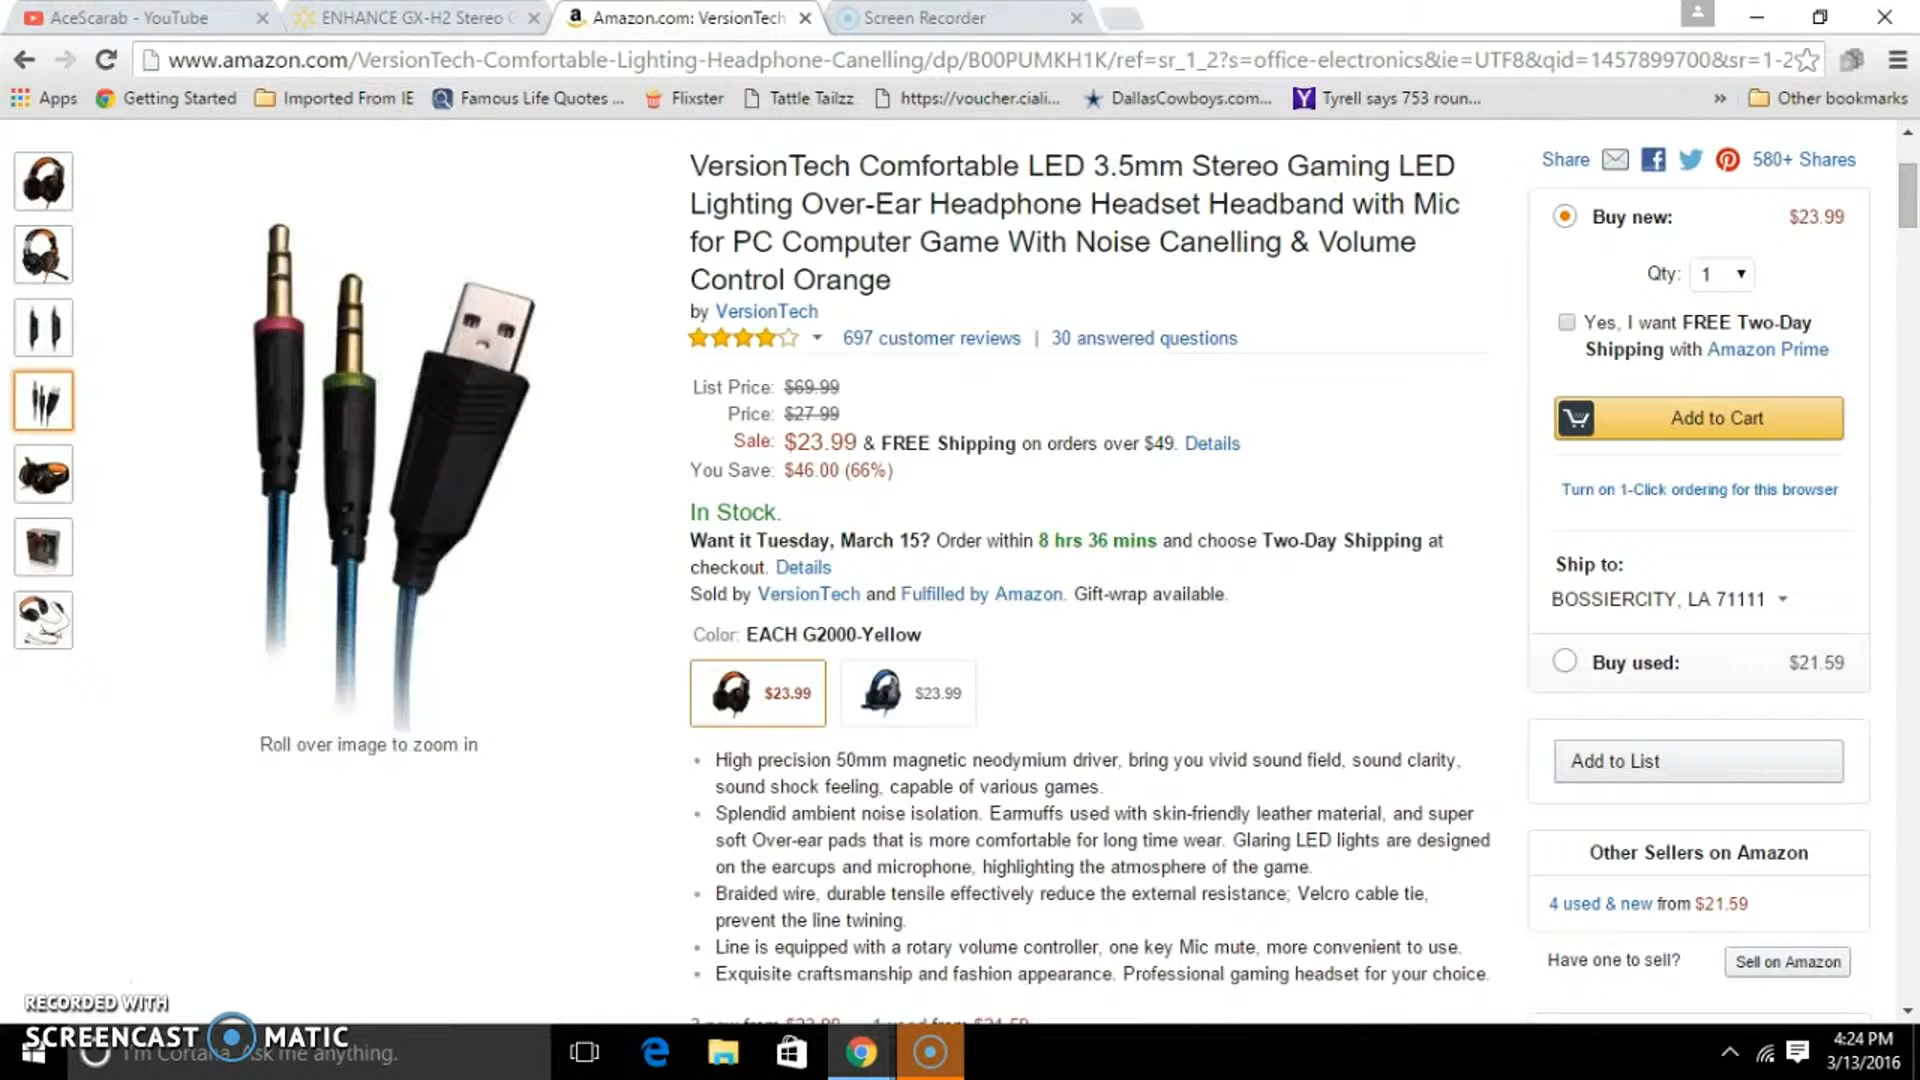 AceScarab - YouTube
ENHANCE GX-H2 Stereo G
Amazon.com: VersionTech
Screen Recorder
www.amazon.com/VersionTech-Comfortable-Lighting-Headphone-Canelling/dp/B00PUMKH1K/ref=sr_1_2?s=office-electronics&ie=UTF8&qid=1457899700&sr=1-2
Apps
Getting Started
Imported From IE
Famous Life Quotes ...
Flixster
Tattle Tailzz
https://voucher.ciali...
DallasCowboys.com...
Tyrell says 753 roun...
»
Other bookmarks
VersionTech Comfortable LED 3.5mm Stereo Gaming LED
Lighting Over-Ear Headphone Headset Headband with Mic
for PC Computer Game With Noise Canelling & Volume
Control Orange
by VersionTech
697 customer reviews | 30 answered questions
List Price: $69.99
Price: $27.99
Sale: $23.99 & FREE Shipping on orders over $49. Details
You Save: $46.00 (66%)
In Stock.
Want it Tuesday, March 15? Order within 8 hrs 36 mins and choose Two-Day Shipping at
checkout. Details
Sold by VersionTech and Fulfilled by Amazon. Gift-wrap available.
Color: EACH G2000-Yellow
$23.99
$23.99
• High precision 50mm magnetic neodymium driver, bring you vivid sound field, sound clarity,
sound shock feeling, capable of various games.
• Splendid ambient noise isolation. Earmuffs used with skin-friendly leather material, and super
soft Over-ear pads that is more comfortable for long time wear. Glaring LED lights are designed
on the earcups and microphone, highlighting the atmosphere of the game.
• Braided wire, durable tensile effectively reduce the external resistance; Velcro cable tie,
prevent the line twining.
• Line is equipped with a rotary volume controller, one key Mic mute, more convenient to use.
• Exquisite craftsmanship and fashion appearance. Professional gaming headset for your choice.
Roll over image to zoom in
Share
580+ Shares
Buy new: $23.99
Qty: 1
Yes, I want FREE Two-Day
Shipping with Amazon Prime
Add to Cart
Turn on 1-Click ordering for this browser
Ship to:
BOSSIERCITY, LA 71111
Buy used: $21.59
Add to List
Other Sellers on Amazon
4 used & new from $21.59
Have one to sell?
Sell on Amazon
RECORDED WITH
SCREENCAST MATIC
I'm Cortana. Ask me anything.
4:24 PM
3/13/2016